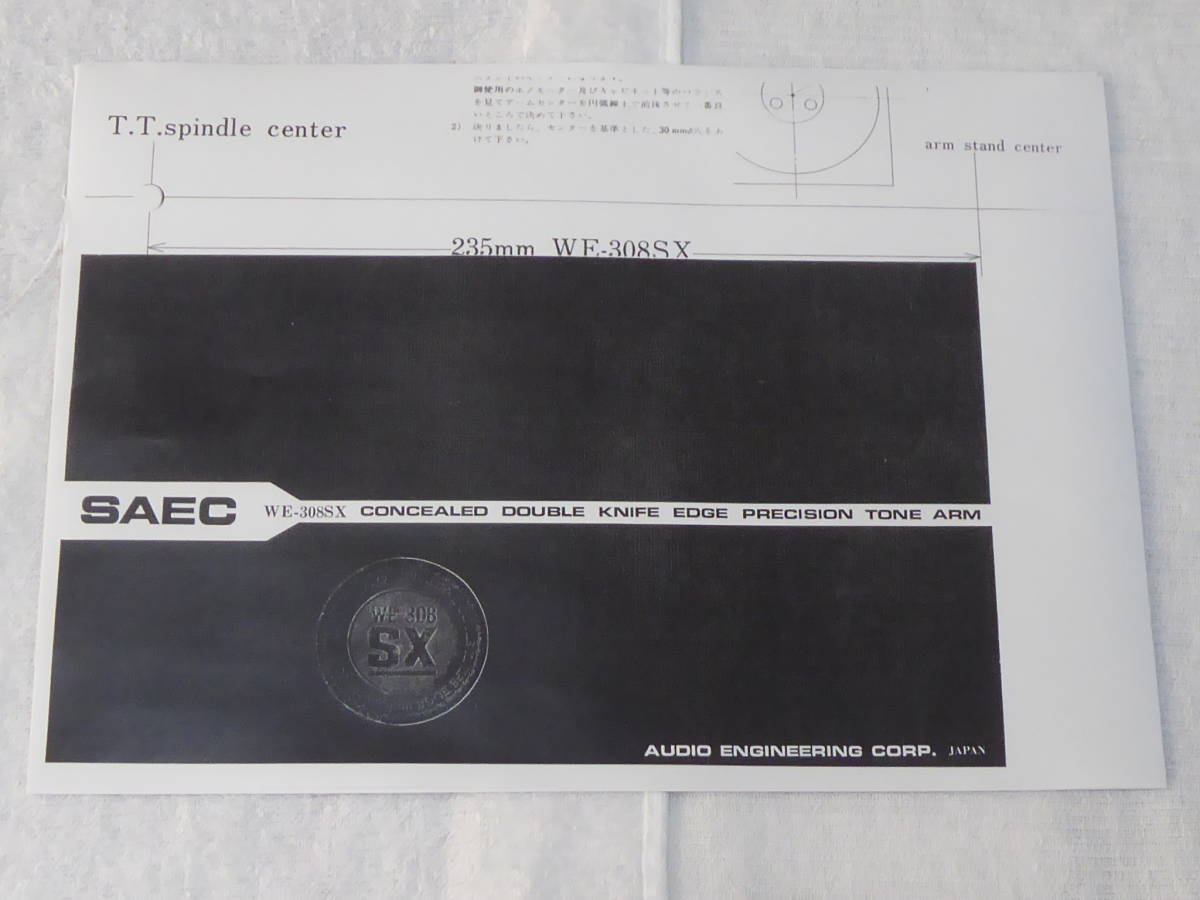 T.T.spindle center
御使用のホノモーター及びキャビネット等のバランス
を見てアームセンターを円弧線上で前後させて一番良
いところで決めて下さい。
2) 決りましたら、センターを基準とした、30mmφ穴をあ
けて下さい。
arm stand center
235mm WE-308SX
SAEC WE-308SX CONCEALED DOUBLE KNIFE EDGE PRECISION TONE ARM
WE-308
SX
AUDIO ENGINEERING CORP. JAPAN